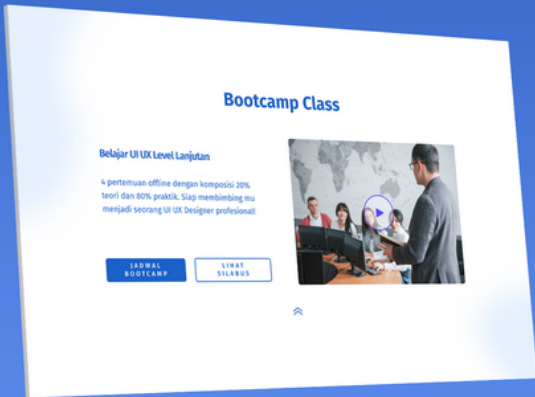 Bootcamp Class
Belajar UI UX Level Lanjutan
4 pertemuan offline dengan komposisi 20%
teori dan 80% praktik. Siap membimbing mu
menjadi seorang UI UX Designer profesional!
JADWAL
BOOTCAMP
LIHAT
SILABUS